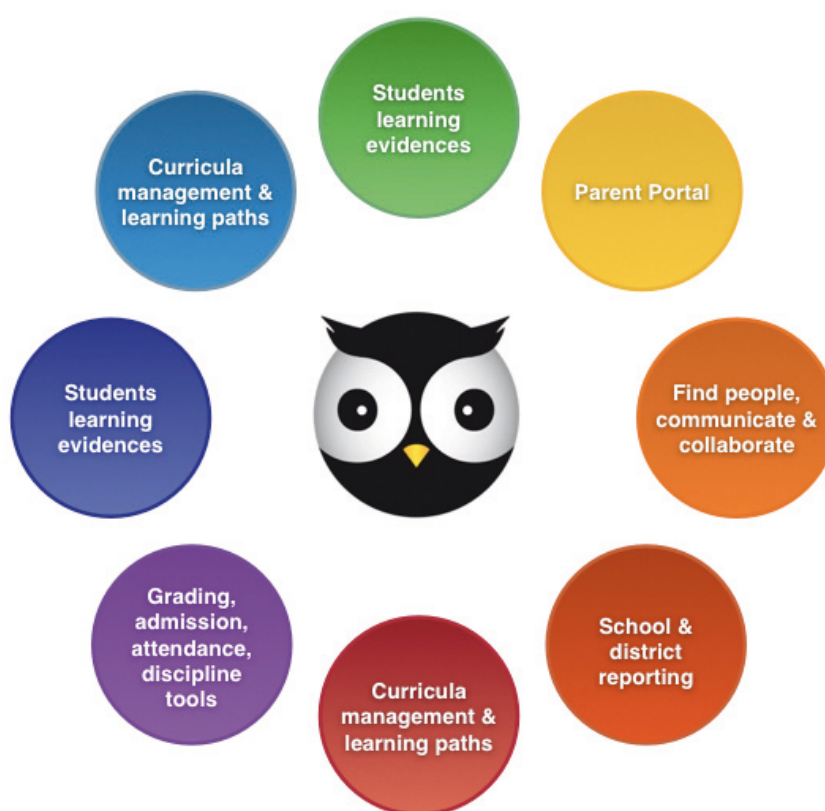 Students
learning
evidences
Curricula
management &
learning paths
Parent Portal
Students
learning
evidences
Find people,
communicate &
collaborate
Grading,
admission,
attendance,
discipline
tools
School &
district
reporting
Curricula
management &
learning paths